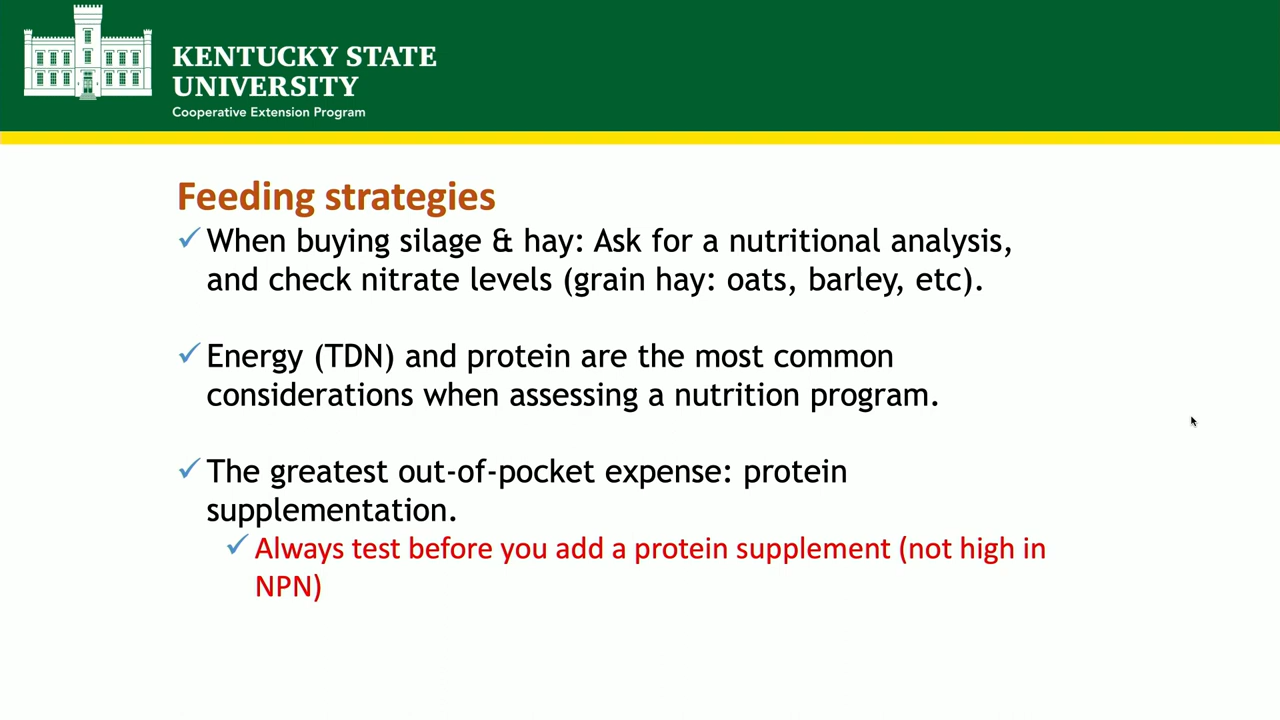 KENTUCKY STATE
UNIVERSITY
Cooperative Extension Program
Feeding strategies
✓ When buying silage & hay: Ask for a nutritional analysis,
and check nitrate levels (grain hay: oats, barley, etc).
✓ Energy (TDN) and protein are the most common
considerations when assessing a nutrition program.
✓ The greatest out-of-pocket expense: protein
supplementation.
✓ Always test before you add a protein supplement (not high in
NPN)